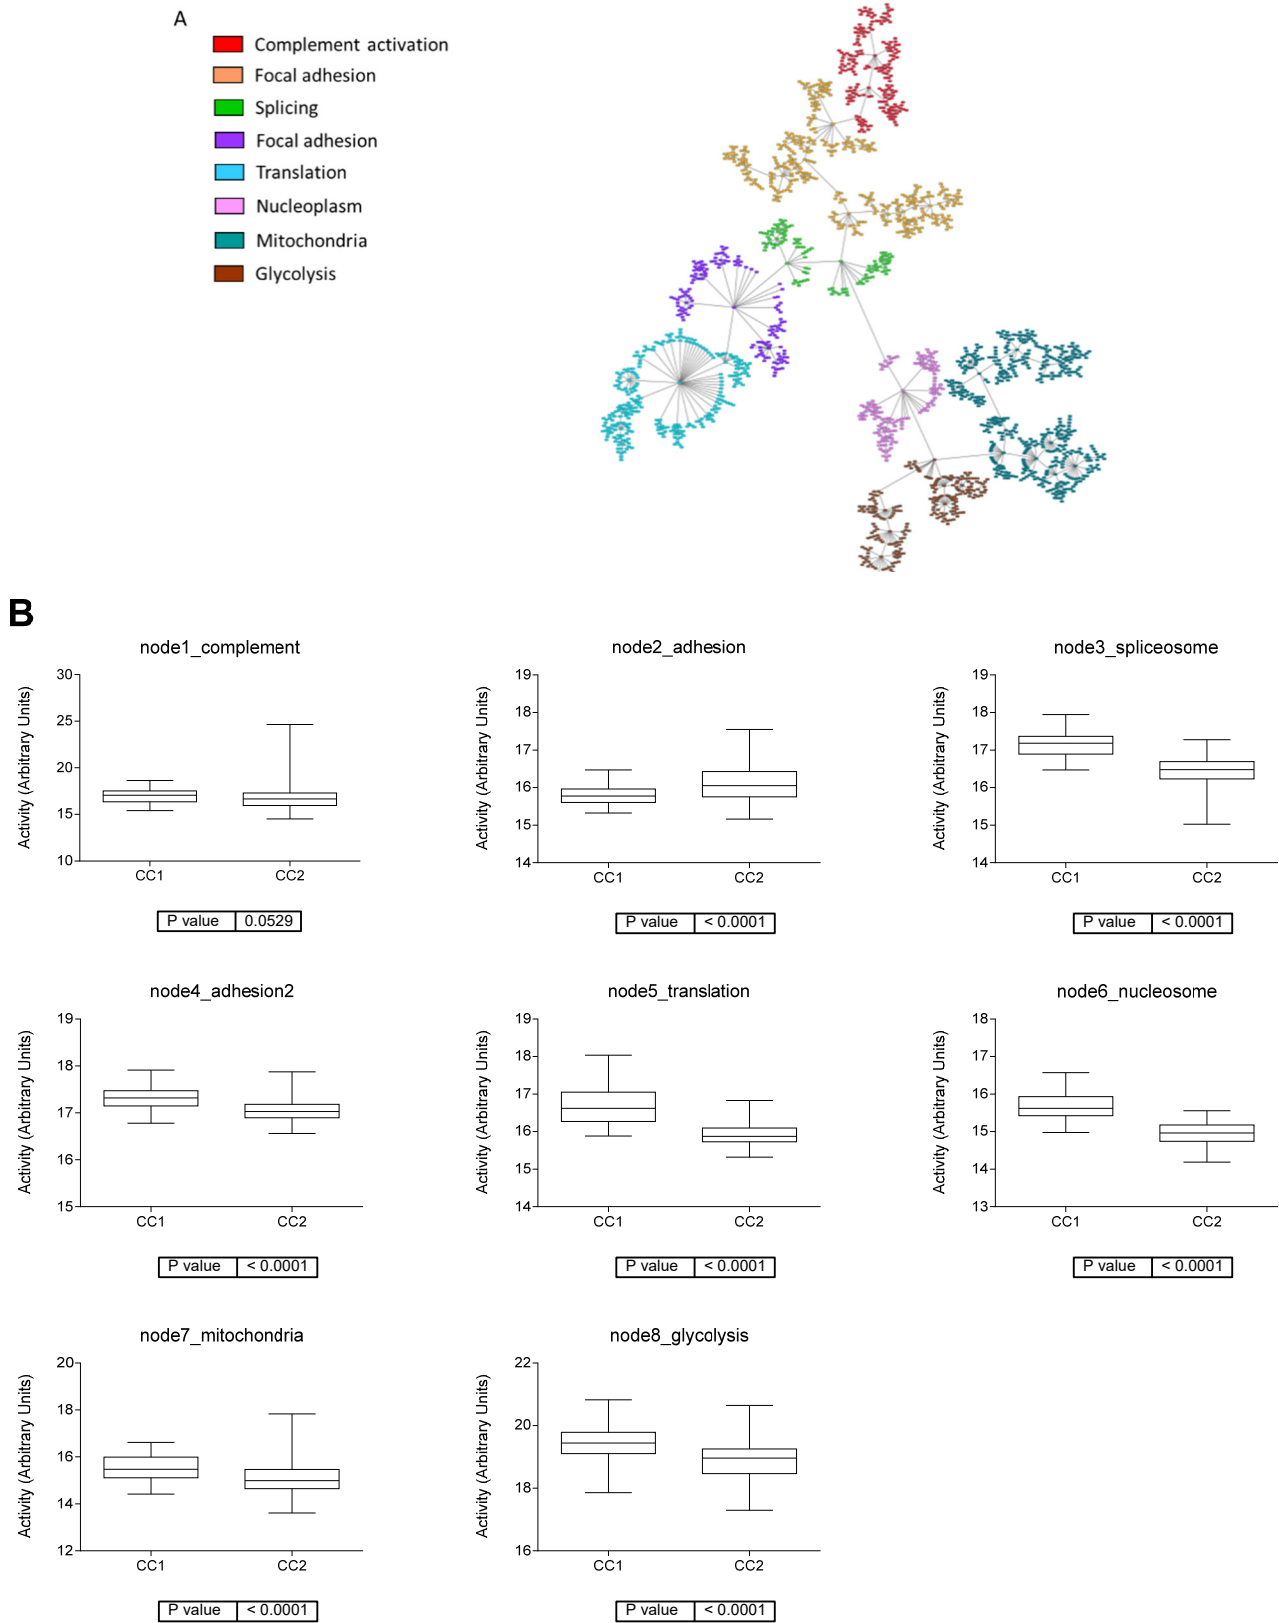 A
Complement activation
Focal adhesion
Splicing
Focal adhesion
Translation
Nucleoplasm
Mitochondria
Glycolysis
B
node1_complement
Activity (Arbitrary Units)
30
25
20
15
10
CC1 CC2
P value 0.0529
node2_adhesion
Activity (Arbitrary Units)
19
18
17
16
15
14
CC1 CC2
P value < 0.0001
node3_spliceosome
Activity (Arbitrary Units)
19
18
17
16
15
14
CC1 CC2
P value < 0.0001
node4_adhesion2
Activity (Arbitrary Units)
19
18
17
16
15
CC1 CC2
P value < 0.0001
node5_translation
Activity (Arbitrary Units)
19
18
17
16
15
14
CC1 CC2
P value < 0.0001
node6_nucleosome
Activity (Arbitrary Units)
18
17
16
15
14
13
CC1 CC2
P value < 0.0001
node7_mitochondria
Activity (Arbitrary Units)
20
18
16
14
12
CC1 CC2
P value < 0.0001
node8_glycolysis
Activity (Arbitrary Units)
22
20
18
16
CC1 CC2
P value < 0.0001